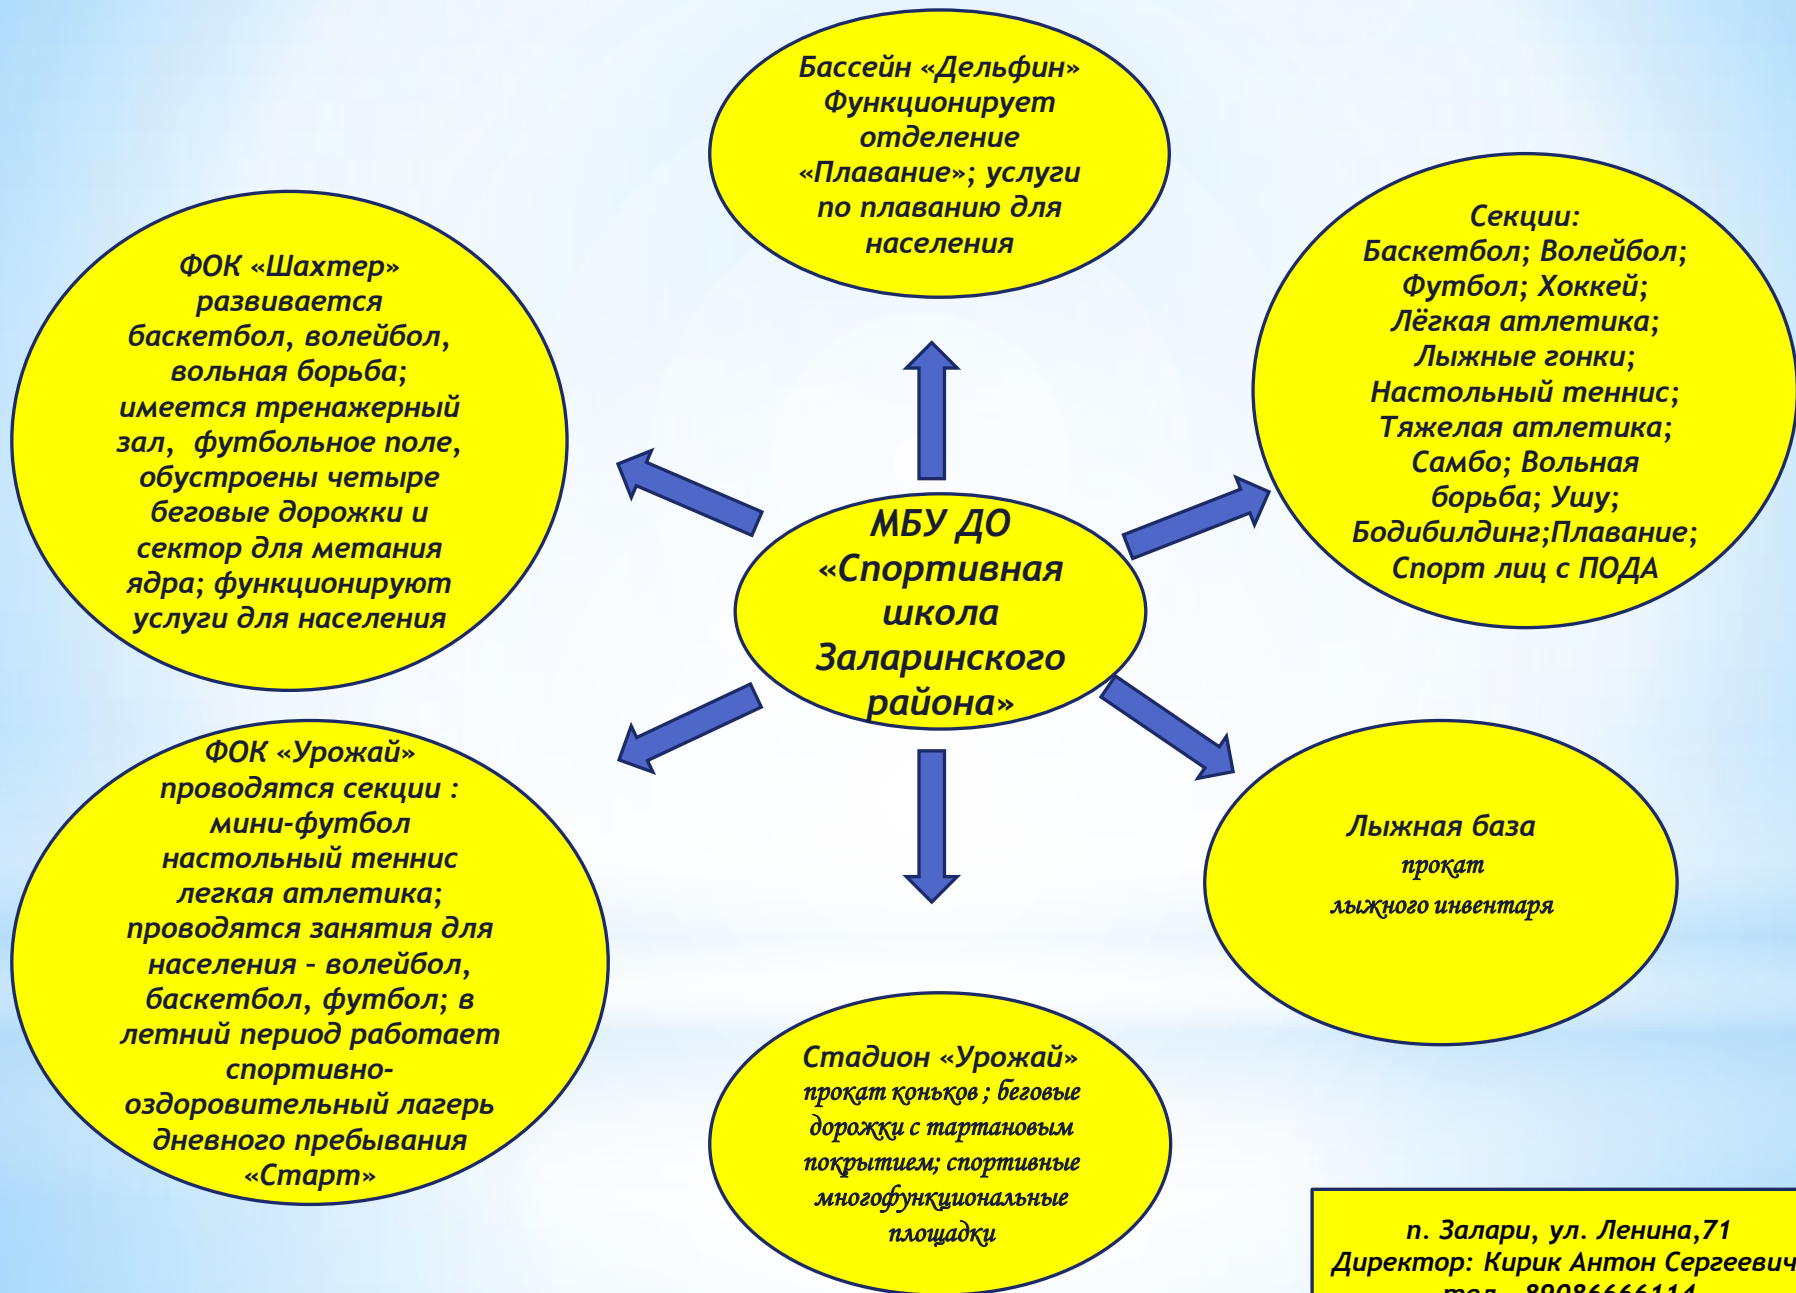 Бассейн «Дельфин»
Функционирует
отделение
«Плавание»; услуги
по плаванию для
населения
ФОК «Шахтер»
развивается
баскетбол, волейбол,
вольная борьба;
имеется тренажерный
зал, футбольное поле,
обустроены четыре
беговые дорожки и
сектор для метания
ядра; функционируют
услуги для населения
Секции:
Баскетбол; Волейбол;
Футбол; Хоккей;
Лёгкая атлетика;
Лыжные гонки;
Настольный теннис;
Тяжелая атлетика;
Самбо; Вольная
борьба; Ушу;
Бодибилдинг;Плавание;
Спорт лиц с ПОДА
МБУ ДО
«Спортивная
школа
Заларинского
района»
ФОК «Урожай»
проводятся секции :
мини-футбол
настольный теннис
легкая атлетика;
проводятся занятия для
населения – волейбол,
баскетбол, футбол; в
летний период работает
спортивно-
оздоровительный лагерь
дневного пребывания
«Старт»
Лыжная база
прокат
лыжного инвентаря
Стадион «Урожай»
прокат коньков ; беговые
дорожки с тартановым
покрытием; спортивные
многофункциональные
площадки
п. Залари, ул. Ленина,71
Директор: Кирик Антон Сергеевич
тел. 89086666114